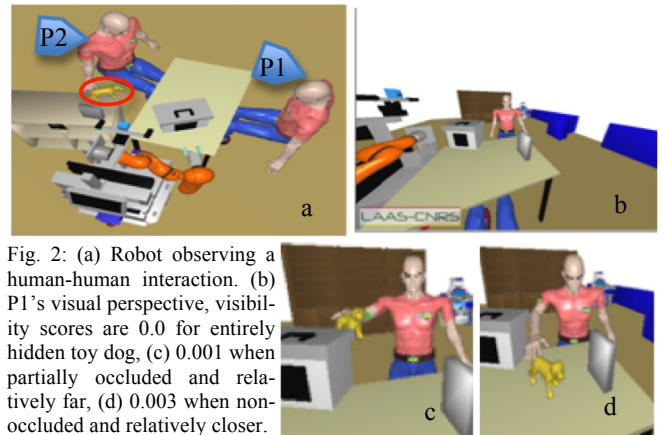 P2
P1
a
LAAS-CNRS
b
Fig. 2: (a) Robot observing a
human-human interaction. (b)
P1's visual perspective, visibil-
ity scores are 0.0 for entirely
hidden toy dog, (c) 0.001 when
partially occluded and rela-
tively far, (d) 0.003 when non-
occluded and relatively closer.
c
d